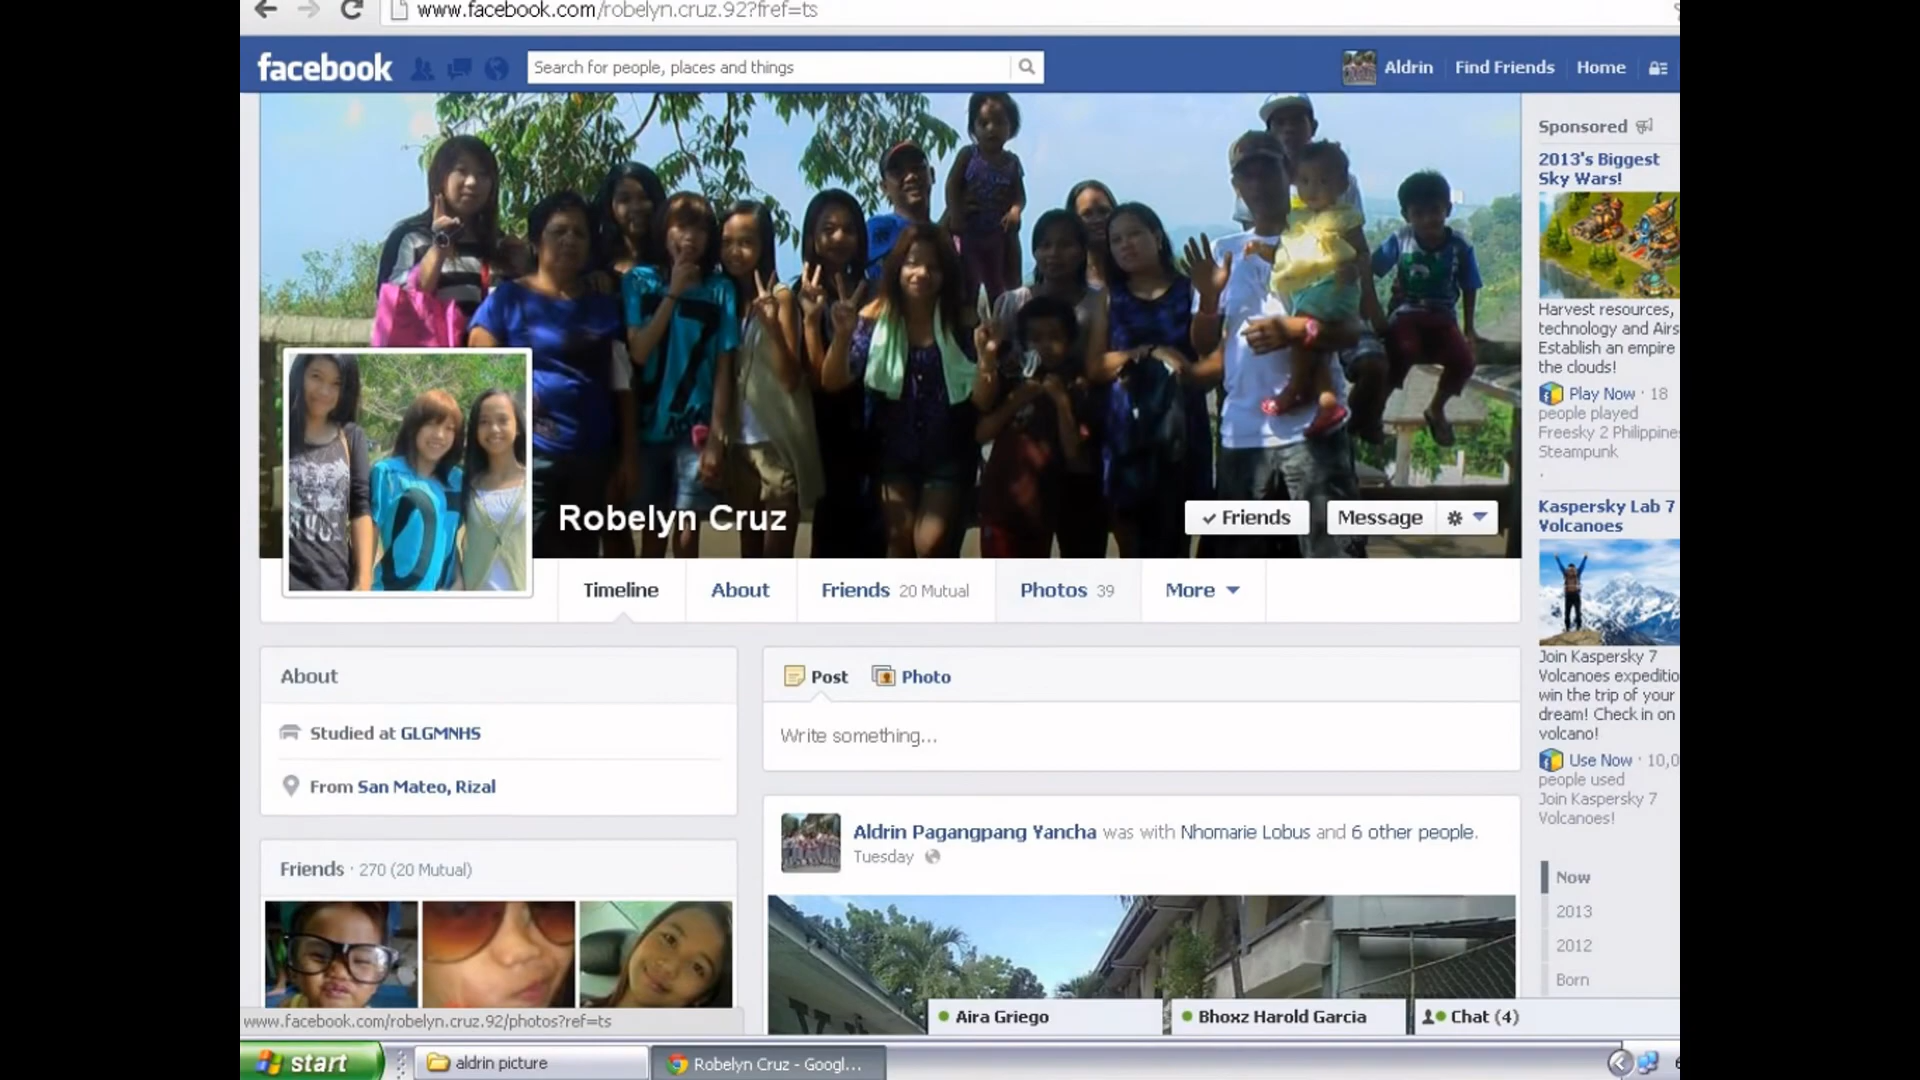 www.facebook.com/robelyn.cruz.92?fref=ts
facebook
Search for people, places and things
Aldrin
Find Friends
Home
Robelyn Cruz
Friends
Message
Timeline
About
Friends 20 Mutual
Photos 39
More
About
Studied at GLGMNHS
From San Mateo, Rizal
Friends · 270 (20 Mutual)
Post
Photo
Write something...
Aldrin Pagangpang Yancha was with Nhomarie Lobus and 6 other people.
Tuesday
Sponsored
2013's Biggest
Sky Wars!
Harvest resources,
technology and Airs
Establish an empire
the clouds!
Play Now · 18
people played
Freesky 2 Philippine
Steampunk
.
Kaspersky Lab 7
Volcanoes
Join Kaspersky 7
Volcanoes expeditio
win the trip of your
dream! Check in on
volcano!
Use Now · 10,0
people used
Join Kaspersky 7
Volcanoes!
Now
2013
2012
Born
Aira Griego
Bhoxz Harold Garcia
Chat (4)
www.facebook.com/robelyn.cruz.92/photos?ref=ts
start
aldrin picture
Robelyn Cruz - Googl...